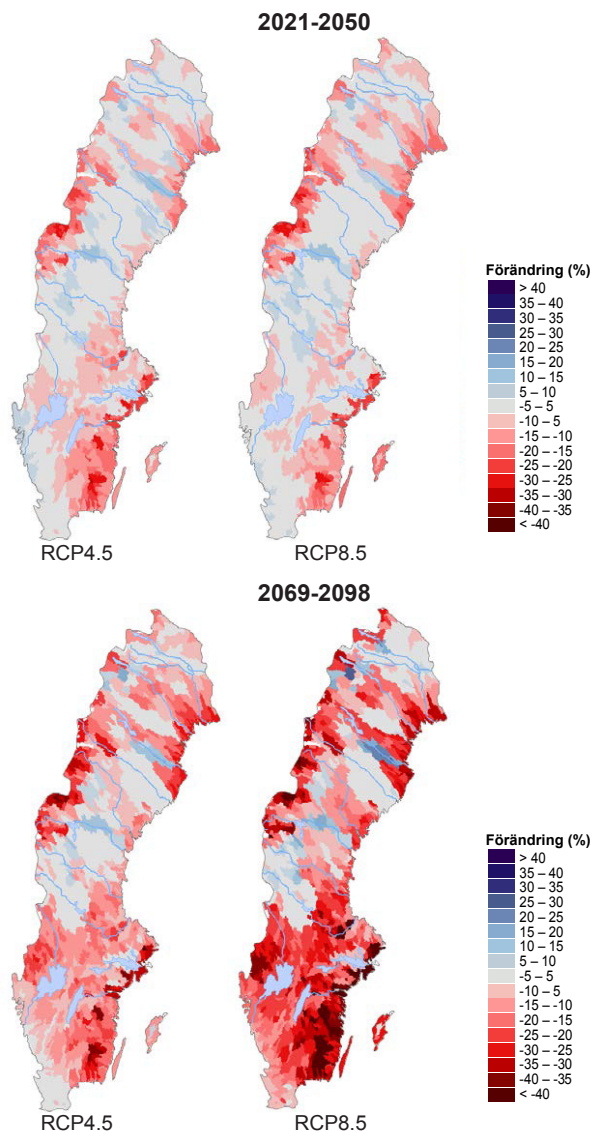 2021-2050
Förändring (%)
> 40
35 – 40
30 – 35
25 – 30
20 – 25
15 – 20
10 – 15
5 – 10
-5 – 5
-10 – 5
-15 – -10
-20 – -15
-25 – -20
-30 – -25
-35 – -30
-40 – -35
< -40
RCP4.5
RCP8.5
2069-2098
Förändring (%)
> 40
35 – 40
30 – 35
25 – 30
20 – 25
15 – 20
10 – 15
5 – 10
-5 – 5
-10 – 5
-15 – -10
-20 – -15
-25 – -20
-30 – -25
-35 – -30
-40 – -35
< -40
RCP4.5
RCP8.5